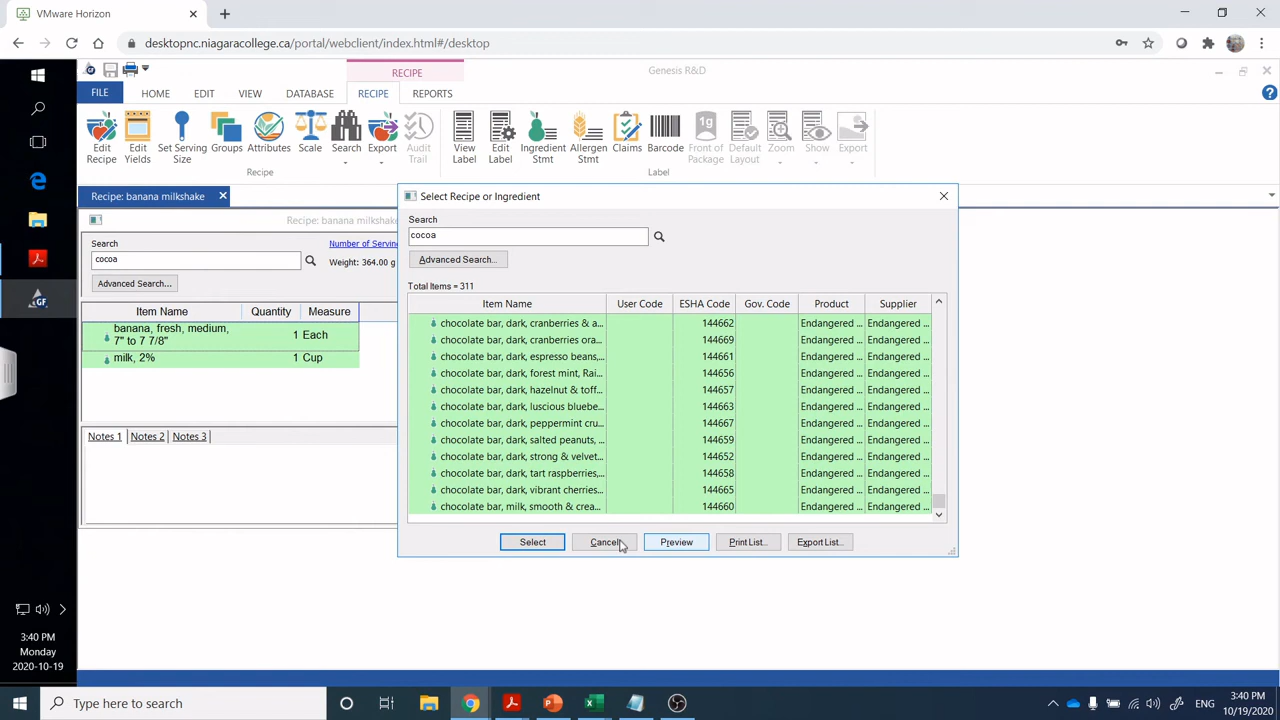 VMware Horizon
desktopnc.niagaracollege.ca/portal/webclient/index.html#/desktop
RECIPE
Genesis R&D
FILE HOME EDIT VIEW DATABASE RECIPE REPORTS
Edit Recipe
Edit Yields
Set Serving Size
Groups
Attributes
Scale
Search
Export
Audit Trail
View Label
Edit Label
Ingredient Stmt
Allergen Stmt
Claims
Barcode
1g
Front of Package
Default Layout
Zoom
Show
Export
Recipe
Label
Recipe: banana milkshake
Recipe: banana milkshake
Search
cocoa
Advanced Search...
Number of Serving
Weight: 364.00 g
Item Name Quantity Measure
banana, fresh, medium,
7" to 7 7/8" 1 Each
milk, 2% 1 Cup
Notes 1 Notes 2 Notes 3
Select Recipe or Ingredient
Search
cocoa
Advanced Search...
Total Items = 311
Item Name User Code ESHA Code Gov. Code Product Supplier
chocolate bar, dark, cranberries & a... 144662 Endangered ... Endangered ...
chocolate bar, dark, cranberries ora... 144669 Endangered ... Endangered ...
chocolate bar, dark, espresso beans,... 144661 Endangered ... Endangered ...
chocolate bar, dark, forest mint, Rai... 144656 Endangered ... Endangered ...
chocolate bar, dark, hazelnut & toff... 144657 Endangered ... Endangered ...
chocolate bar, dark, luscious bluebe... 144663 Endangered ... Endangered ...
chocolate bar, dark, peppermint cru... 144667 Endangered ... Endangered ...
chocolate bar, dark, salted peanuts, ... 144659 Endangered ... Endangered ...
chocolate bar, dark, strong & velvet... 144652 Endangered ... Endangered ...
chocolate bar, dark, tart raspberries,... 144658 Endangered ... Endangered ...
chocolate bar, dark, vibrant cherries... 144665 Endangered ... Endangered ...
chocolate bar, milk, smooth & crea... 144660 Endangered ... Endangered ...
Select Cancel Preview Print List... Export List...
GF
3:40 PM
Monday
2020-10-19
Type here to search
ENG
3:40 PM
10/19/2020